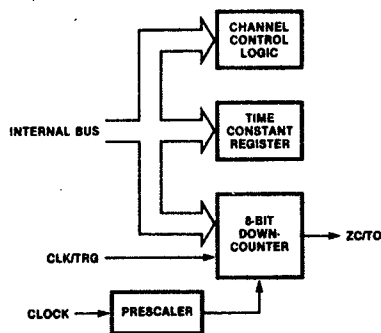 CHANNEL
CONTROL
LOGIC
INTERNAL BUS
TIME
CONSTANT
REGISTER
8-BIT
DOWN-
COUNTER
ZC/TO
CLK/TRG
CLOCK
PRESCALER